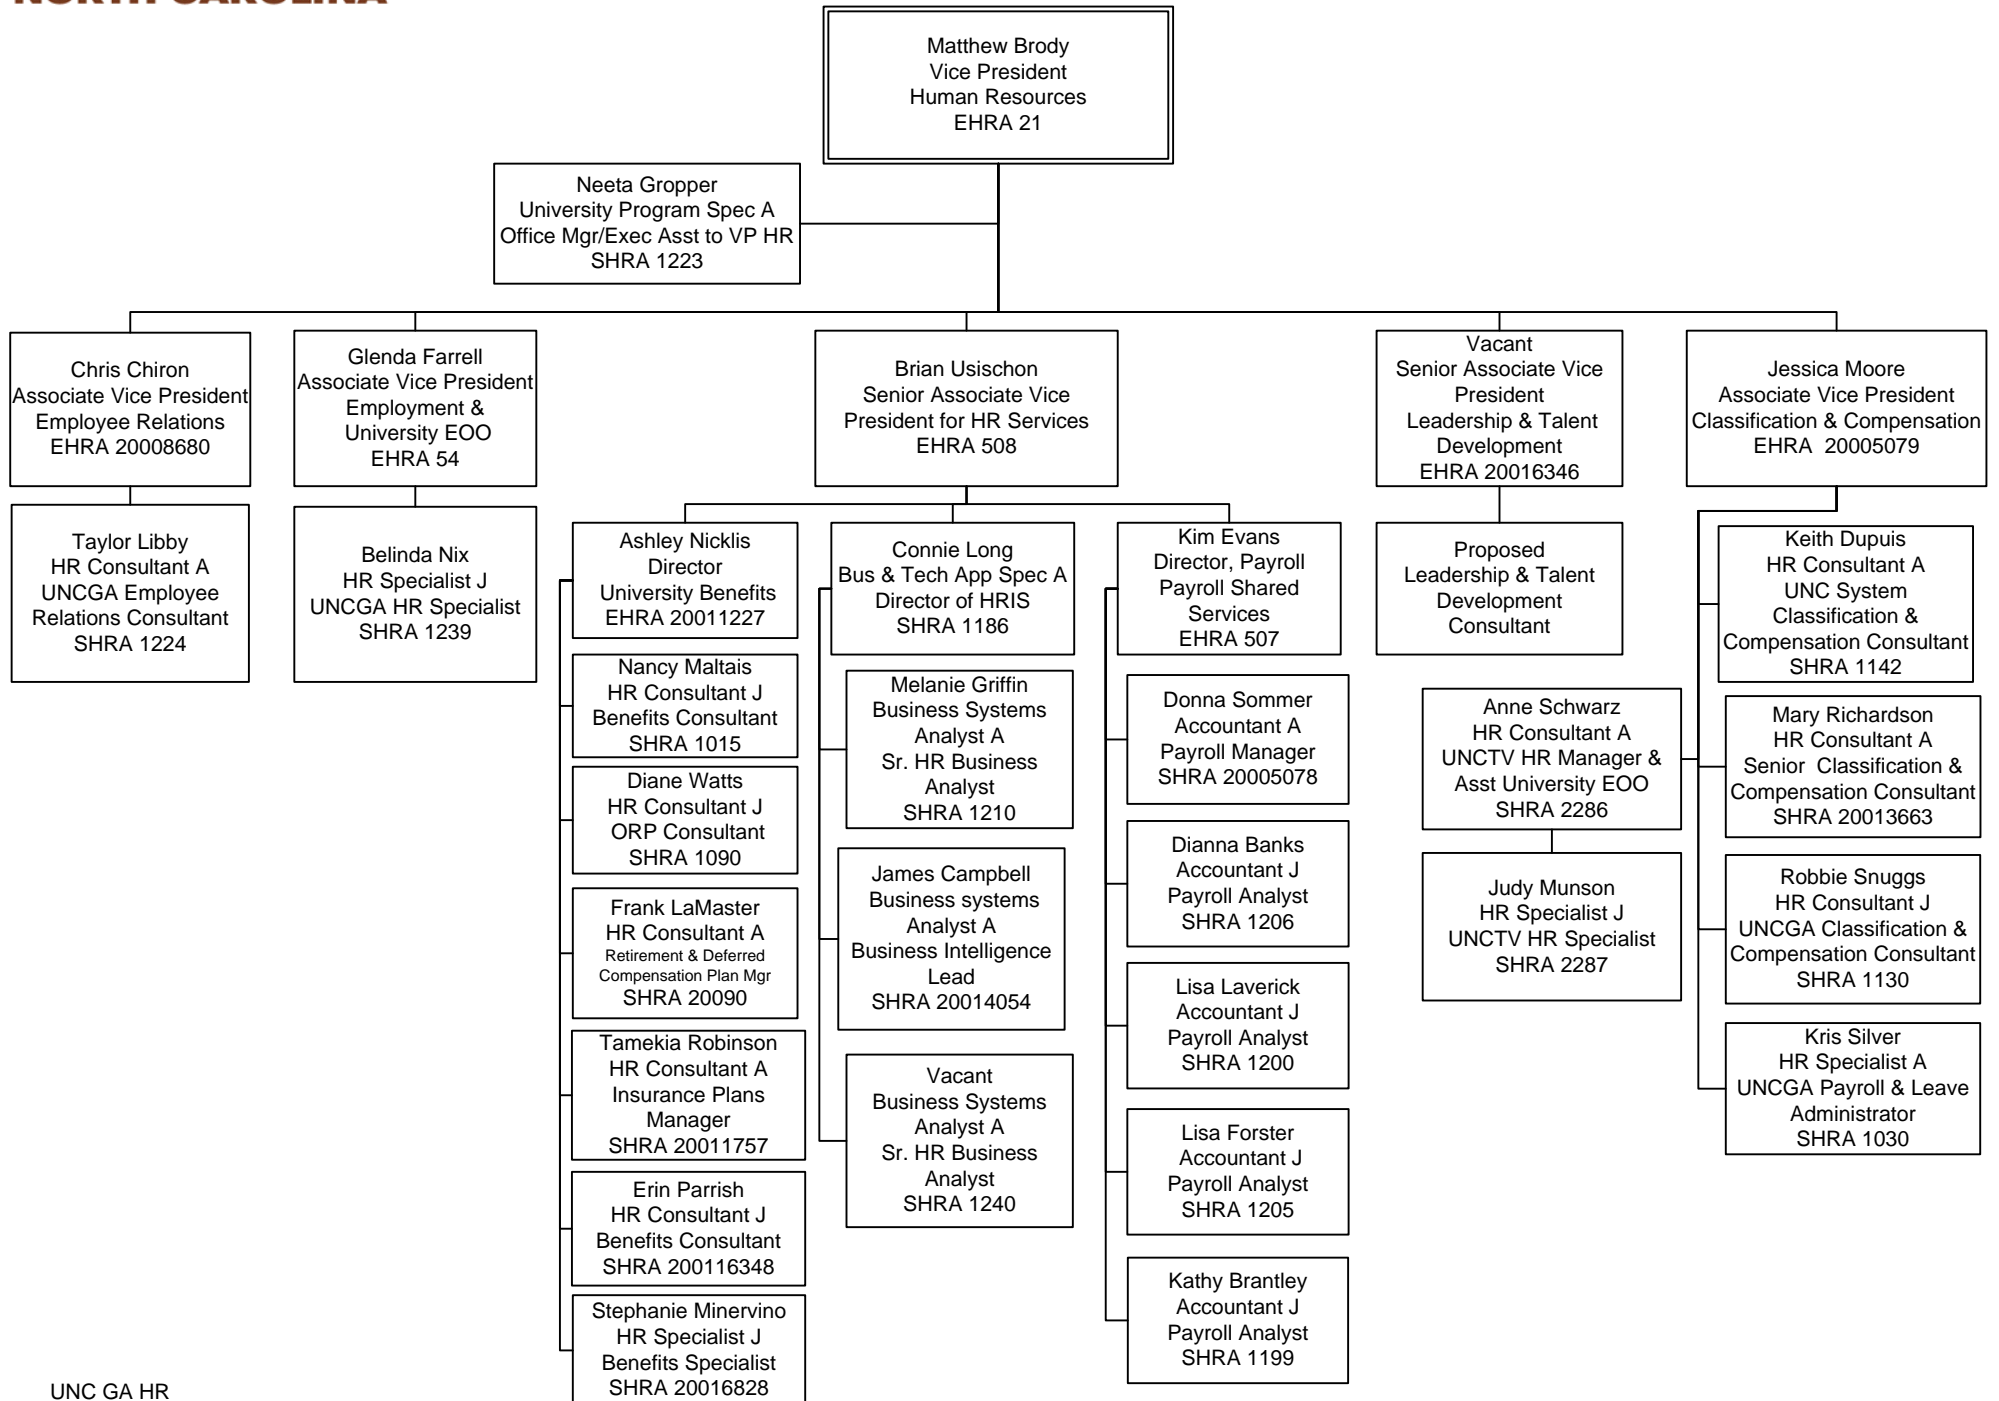 NORTH CAROLINA
Matthew Brody
Vice President
Human Resources
EHRA 21
Neeta Gropper
University Program Spec A
Office Mgr/Exec Asst to VP HR
SHRA 1223
Chris Chiron
Associate Vice President
Employee Relations
EHRA 20008680
Glenda Farrell
Associate Vice President
Employment &
University EOO
EHRA 54
Brian Usischon
Senior Associate Vice
President for HR Services
EHRA 508
Vacant
Senior Associate Vice
President
Leadership & Talent
Development
EHRA 20016346
Jessica Moore
Associate Vice President
Classification & Compensation
EHRA  20005079
Taylor Libby
HR Consultant A
UNCGA Employee
Relations Consultant
SHRA 1224
Belinda Nix
HR Specialist J
UNCGA HR Specialist
SHRA 1239
Ashley Nicklis
Director
University Benefits
EHRA 20011227
Nancy Maltais
HR Consultant J
Benefits Consultant
SHRA 1015
Diane Watts
HR Consultant J
ORP Consultant
SHRA 1090
Frank LaMaster
HR Consultant A
Retirement & Deferred
Compensation Plan Mgr
SHRA 20090
Tamekia Robinson
HR Consultant A
Insurance Plans
Manager
SHRA 20011757
Erin Parrish
HR Consultant J
Benefits Consultant
SHRA 200116348
Stephanie Minervino
HR Specialist J
Benefits Specialist
SHRA 20016828
Connie Long
Bus & Tech App Spec A
Director of HRIS
SHRA 1186
Melanie Griffin
Business Systems
Analyst A
Sr. HR Business
Analyst
SHRA 1210
James Campbell
Business systems
Analyst A
Business Intelligence
Lead
SHRA 20014054
Vacant
Business Systems
Analyst A
Sr. HR Business
Analyst
SHRA 1240
Kim Evans
Director, Payroll
Payroll Shared
Services
EHRA 507
Donna Sommer
Accountant A
Payroll Manager
SHRA 20005078
Dianna Banks
Accountant J
Payroll Analyst
SHRA 1206
Lisa Laverick
Accountant J
Payroll Analyst
SHRA 1200
Lisa Forster
Accountant J
Payroll Analyst
SHRA 1205
Kathy Brantley
Accountant J
Payroll Analyst
SHRA 1199
Proposed
Leadership & Talent
Development
Consultant
Keith Dupuis
HR Consultant A
UNC System
Classification &
Compensation Consultant
SHRA 1142
Anne Schwarz
HR Consultant A
UNCTV HR Manager &
Asst University EOO
SHRA 2286
Judy Munson
HR Specialist J
UNCTV HR Specialist
SHRA 2287
Mary Richardson
HR Consultant A
Senior  Classification &
Compensation Consultant
SHRA 20013663
Robbie Snuggs
HR Consultant J
UNCGA Classification &
Compensation Consultant
SHRA 1130
Kris Silver
HR Specialist A
UNCGA Payroll & Leave
Administrator
SHRA 1030
UNC GA HR